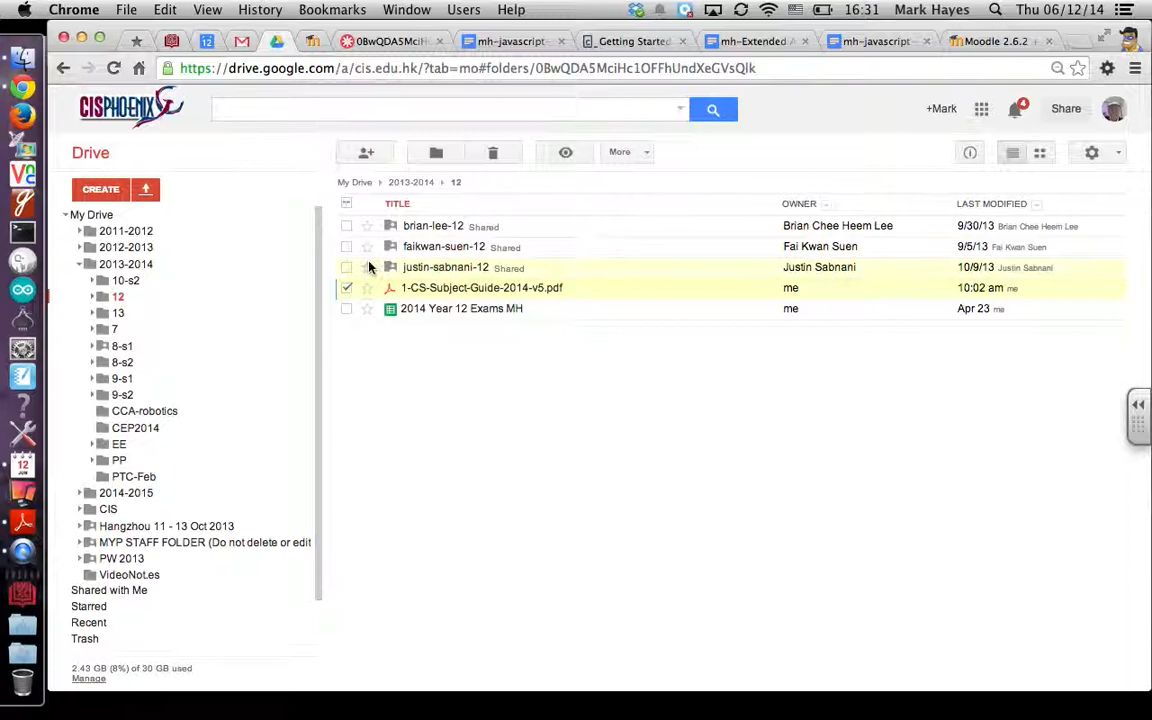 Chrome File Edit View History Bookmarks Window Users Help 16:31 Mark Hayes Thu 06/12/14
0BwQDA5MciHc mh-javascript- _Getting Started mh-Extended mh-javascript- Moodle 2.6.2
https://drive.google.com/a/cis.edu.hk/?tab=mo#folders/0BwQDA5MciHc1OFFhUndXeGVsQlk
CISPHOENIX +Mark 4 Share
Drive More
CREATE My Drive 2013-2014 12
TITLE OWNER LAST MODIFIED
My Drive
2011-2012
2012-2013
2013-2014
10-s2
12
13
7
8-s1
8-s2
9-s1
9-s2
CCA-robotics
CEP2014
EE
PP
PTC-Feb
2014-2015
CIS
Hangzhou 11 - 13 Oct 2013
MYP STAFF FOLDER (Do not delete or edit
PW 2013
VideoNot.es
Shared with Me
Starred
Recent
Trash
2.43 GB (8%) of 30 GB used
Manage
brian-lee-12 Shared Brian Chee Heem Lee 9/30/13 Brian Chee Heem Lee
faikwan-suen-12 Shared Fai Kwan Suen 9/5/13 Fai Kwan Suen
justin-sabnani-12 Shared Justin Sabnani 10/9/13 Justin Sabnani
1-CS-Subject-Guide-2014-v5.pdf me 10:02 am me
2014 Year 12 Exams MH me Apr 23 me